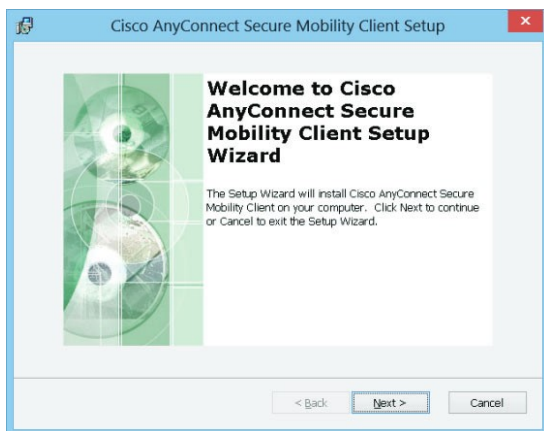 Cisco AnyConnect Secure Mobility Client Setup
Welcome to Cisco
AnyConnect Secure
Mobility Client Setup
Wizard
The Setup Wizard will install Cisco AnyConnect Secure
Mobility Client on your computer. Click Next to continue
or Cancel to exit the Setup Wizard.
< Back Next > Cancel